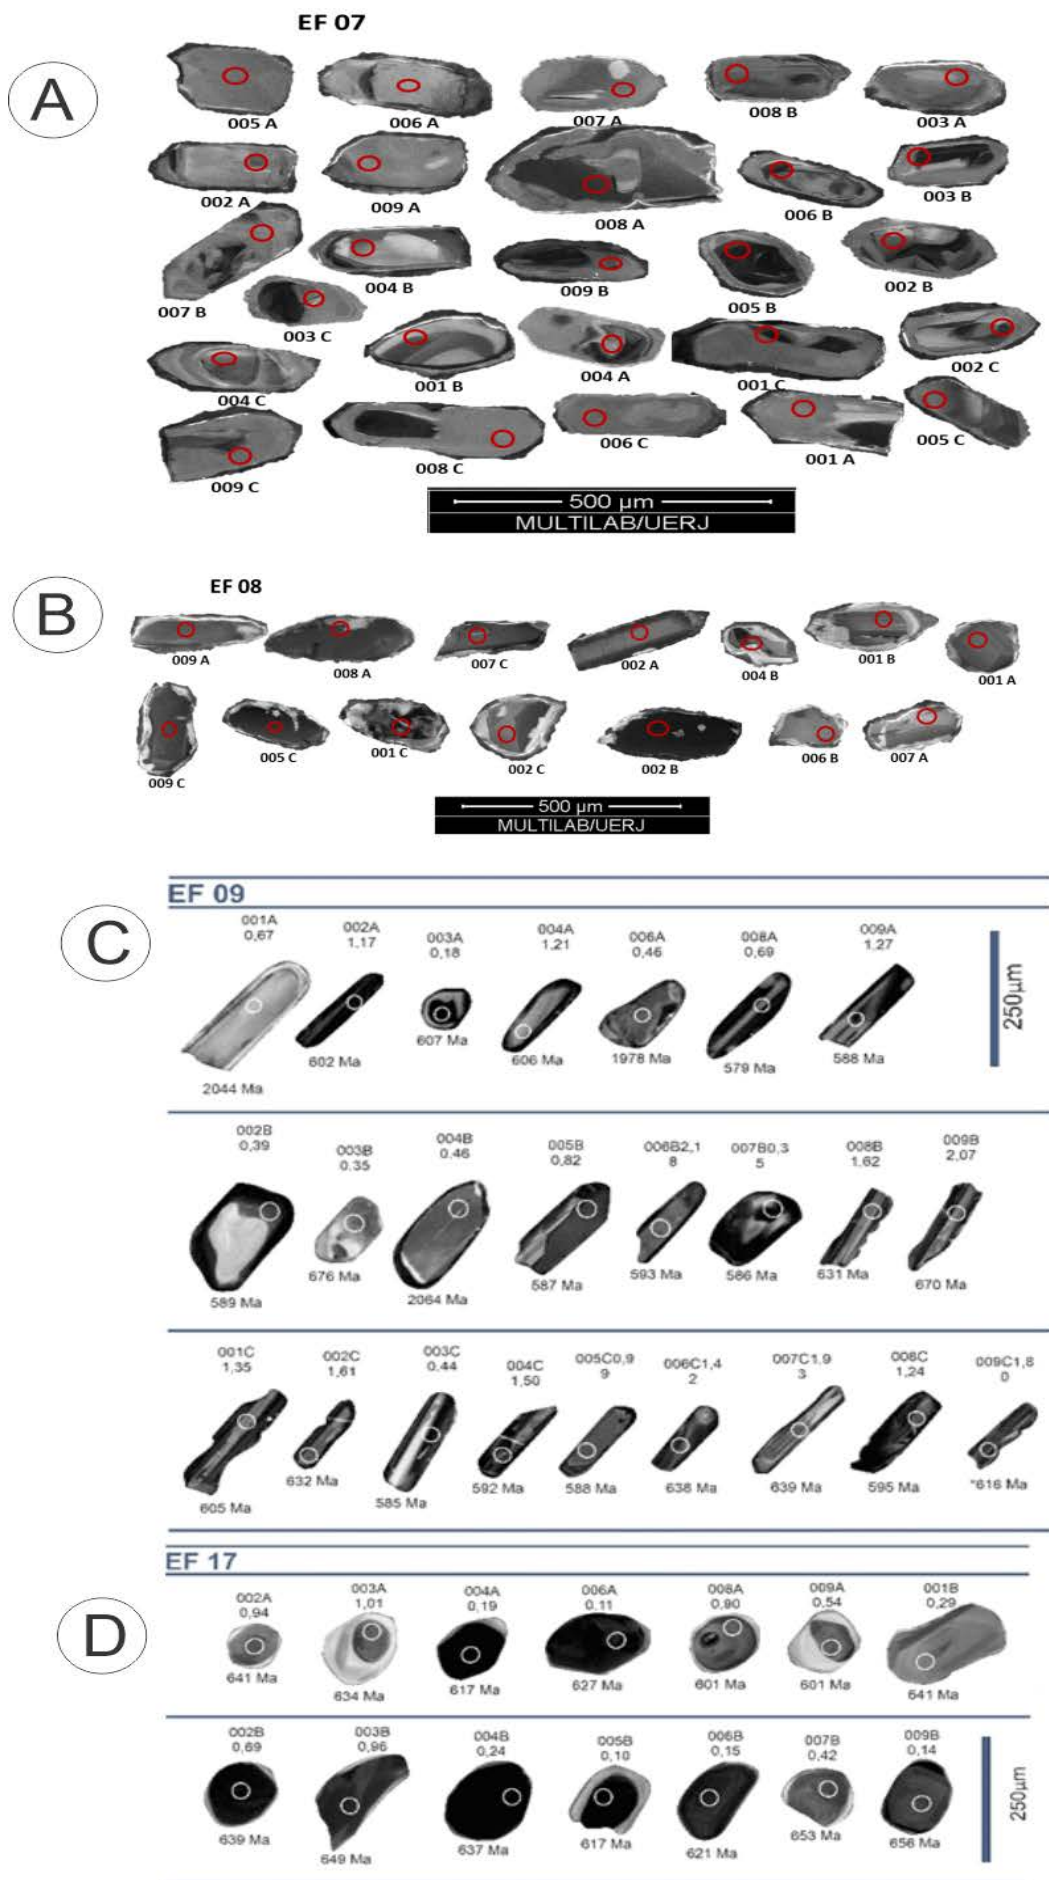 EF 07
A
005 A
006 A
007 A
008 B
003 A
002 A
009 A
008 A
006 B
003 B
007 B
004 B
009 B
005 B
002 B
003 C
004 C
001 B
004 A
001 C
002 C
009 C
008 C
006 C
001 A
005 C
500 µm
MULTILAB/UERJ
B
EF 08
009 A
008 A
007 C
002 A
004 B
001 B
001 A
009 C
005 C
001 C
002 C
002 B
006 B
007 A
500 µm
MULTILAB/UERJ
C
EF 09
001A 002A 003A 004A 006A 008A 009A
0,67 1,17 0,18 1,21 0,46 0,69 1,27
2044 Ma 602 Ma 607 Ma 606 Ma 1978 Ma 579 Ma 588 Ma
250µm
002B 003B 004B 005B 006B2,1 007B0,3 008B 009B
0,39 0,35 0,46 0,82 8 5 1,62 2,07
589 Ma 676 Ma 2064 Ma 587 Ma 593 Ma 586 Ma 631 Ma 670 Ma
001C 002C 003C 004C 005C0,9 006C1,4 007C1,9 008C 009C1,8
1,35 1,61 0,44 1,50 9 2 3 1,24 0
605 Ma 632 Ma 585 Ma 592 Ma 588 Ma 638 Ma 639 Ma 595 Ma *616 Ma
EF 17
D
002A 003A 004A 006A 008A 009A 001B
0,94 1,01 0,19 0,11 0,80 0,54 0,29
641 Ma 634 Ma 617 Ma 627 Ma 601 Ma 601 Ma 641 Ma
002B 003B 004B 005B 006B 007B 009B
0,69 0,96 0,24 0,10 0,15 0,42 0,14
639 Ma 649 Ma 637 Ma 617 Ma 621 Ma 653 Ma 656 Ma
250µm